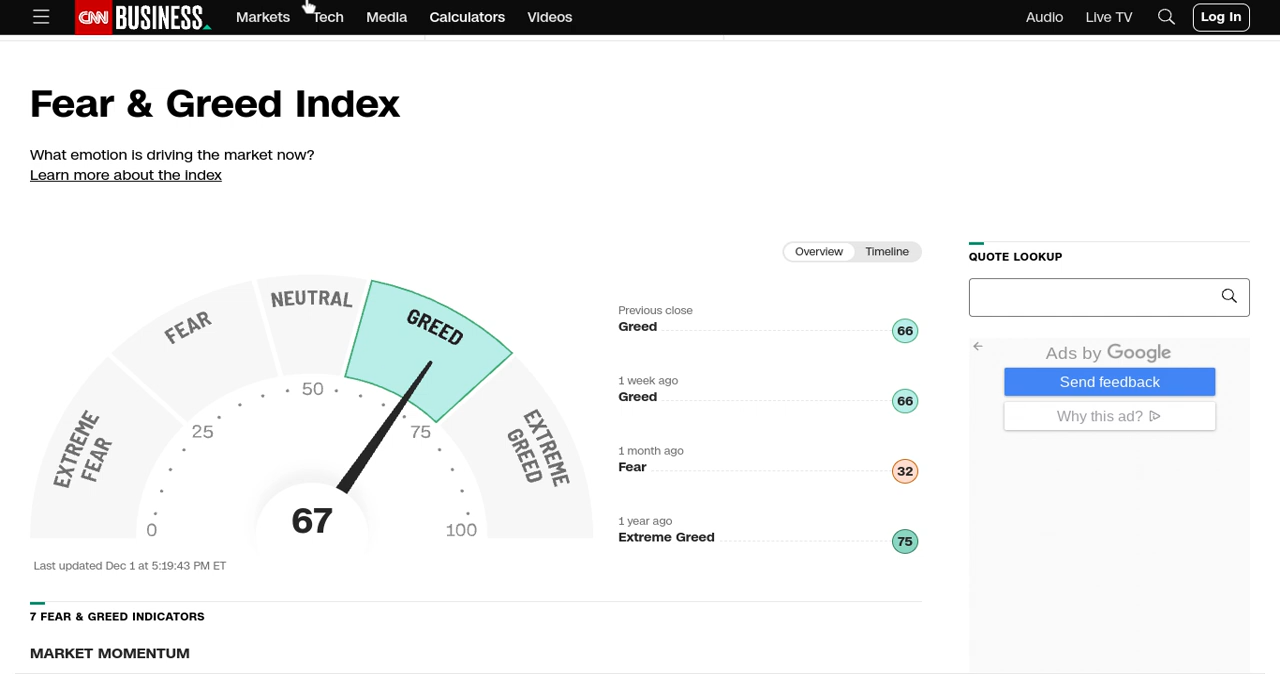 CNN BUSINESS Markets Tech Media Calculators Videos Audio Live TV Log In
Fear & Greed Index
What emotion is driving the market now?
Learn more about the index
Overview Timeline
EXTREME FEAR
FEAR
NEUTRAL
GREED
EXTREME GREED
0
25
50
75
100
67
Last updated Dec 1 at 5:19:43 PM ET
Previous close
Greed 66
1 week ago
Greed 66
1 month ago
Fear 32
1 year ago
Extreme Greed 75
QUOTE LOOKUP
Ads by Google
Send feedback
Why this ad?
7 FEAR & GREED INDICATORS
MARKET MOMENTUM